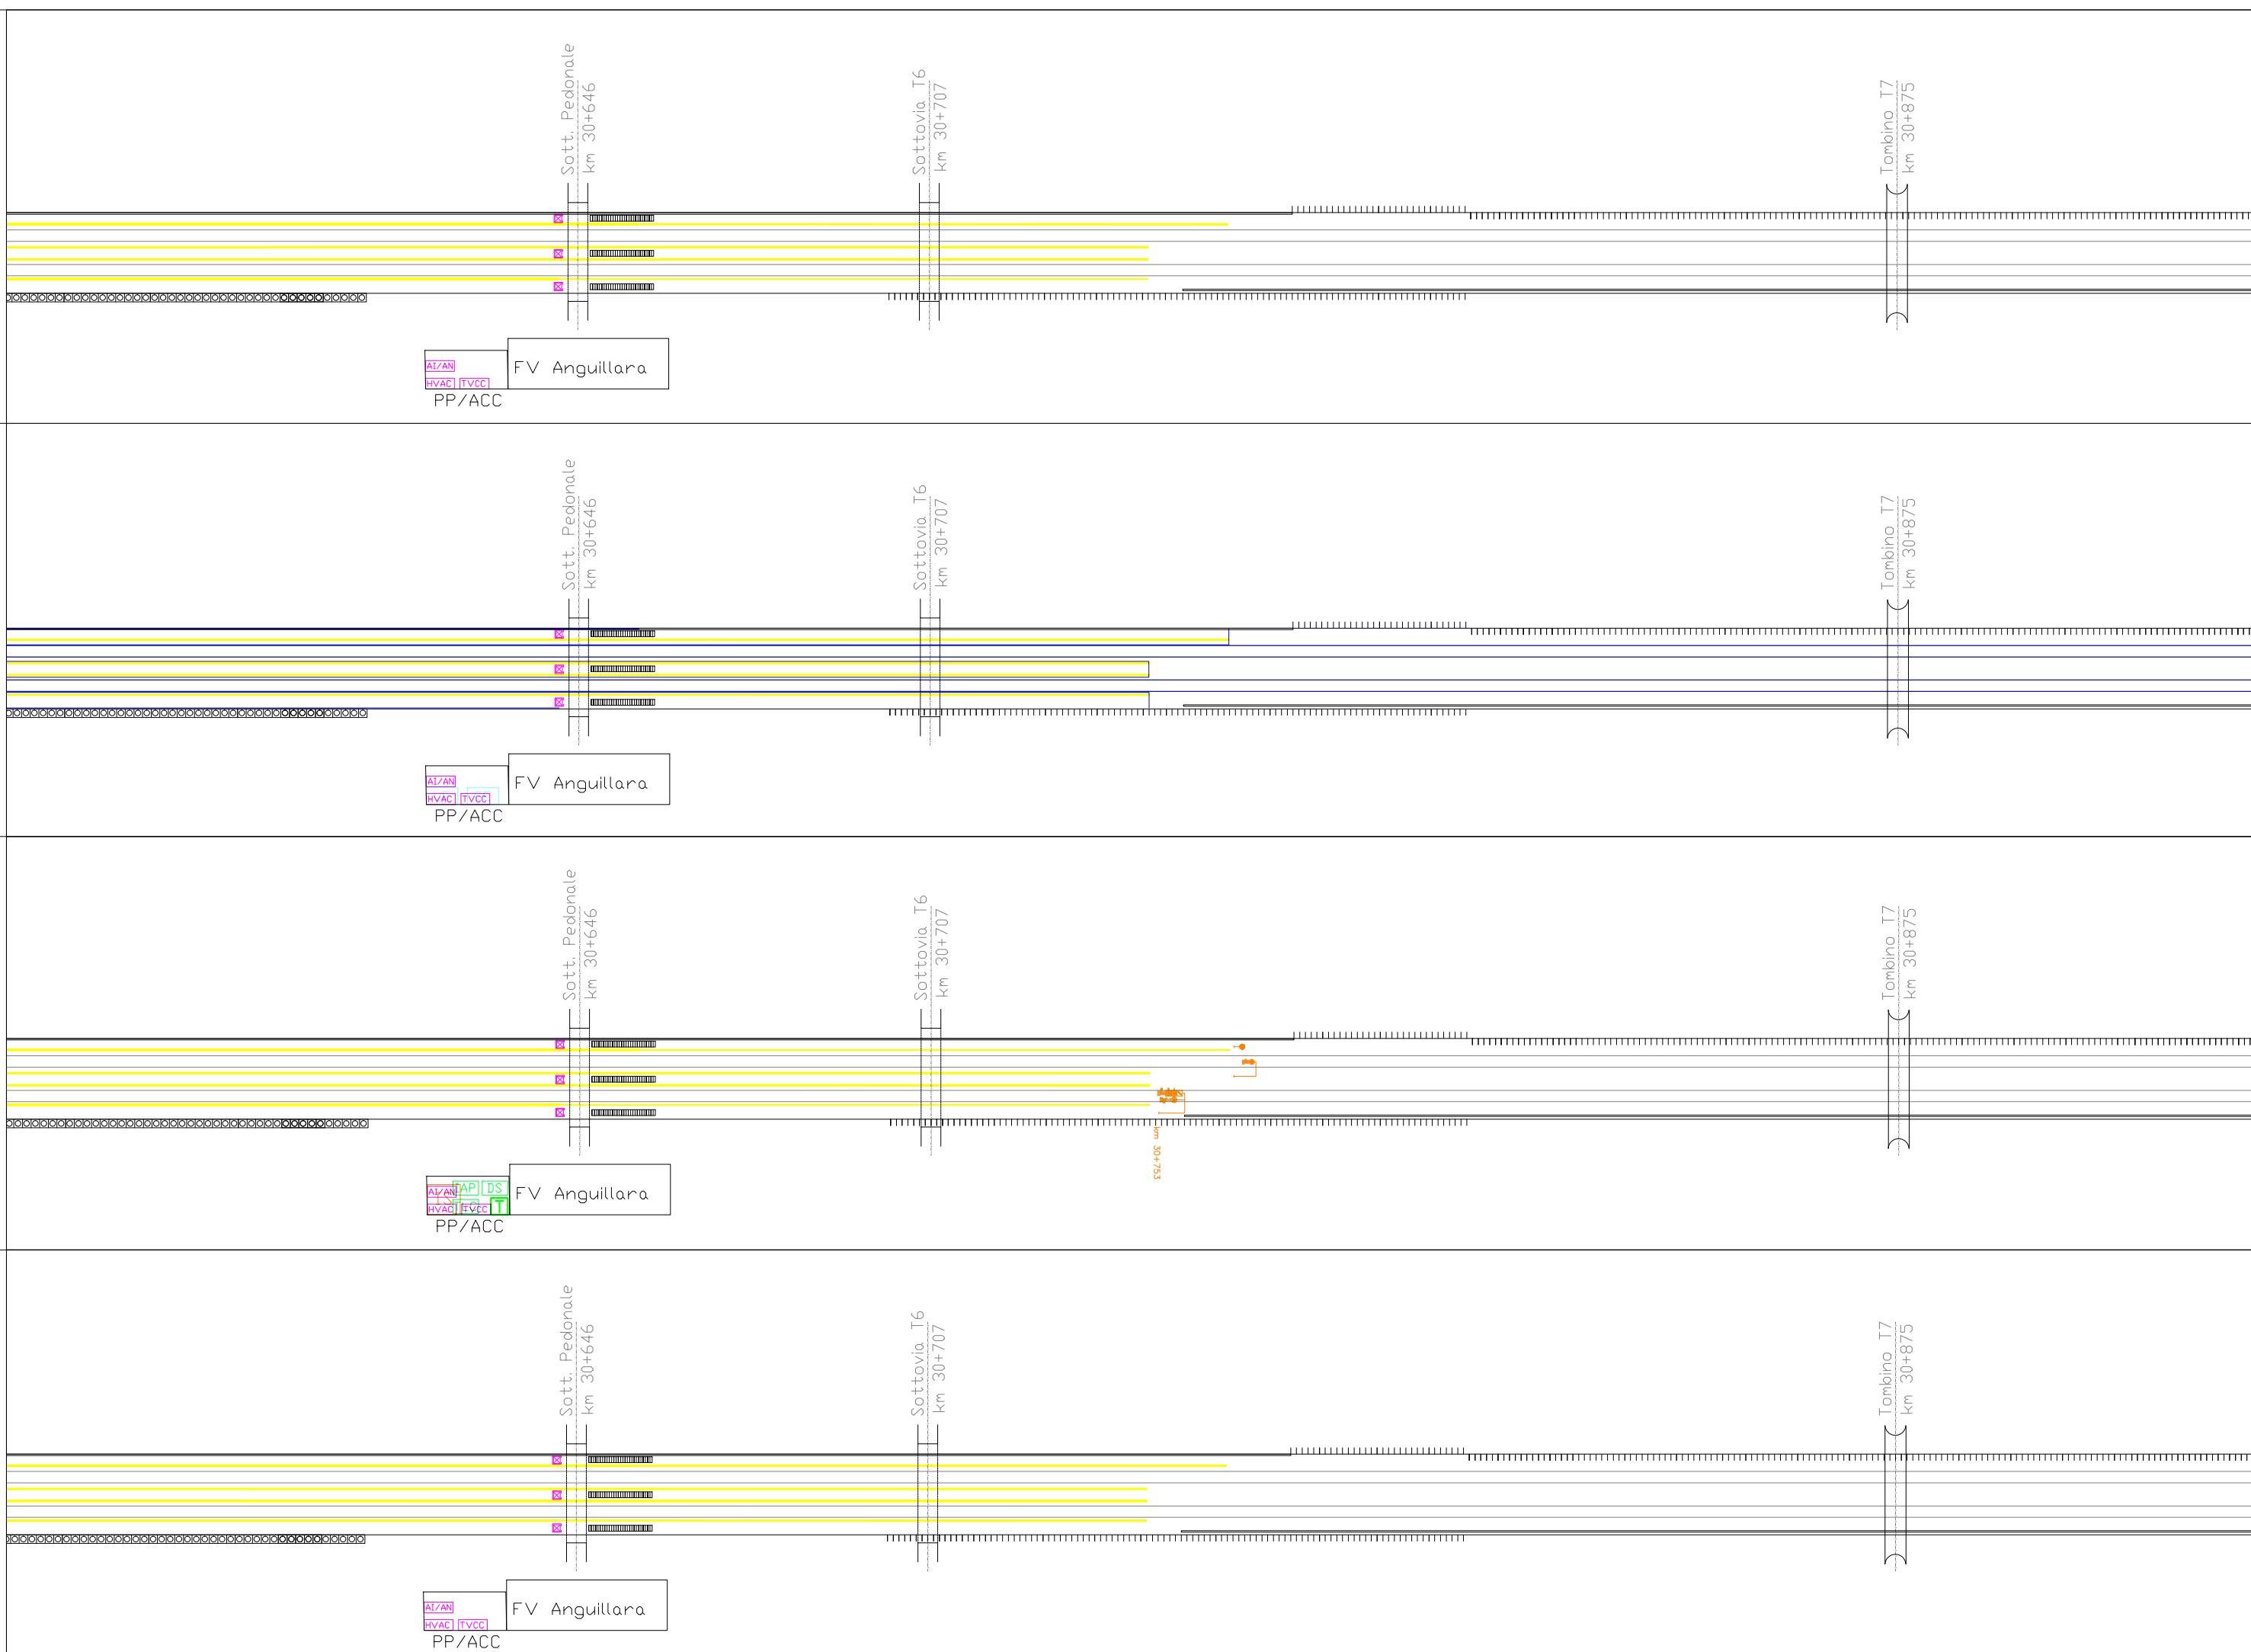 Sott. Pedonale
km 30+646
Sottovia T6
km 30+707
Tombino T7
km 30+875
AI/AN
HVAC TVCC
FV Anguillara
PP/ACC
Sott. Pedonale
km 30+646
Sottovia T6
km 30+707
Tombino T7
km 30+875
AI/AN
HVAC TVCC
FV Anguillara
PP/ACC
Sott. Pedonale
km 30+646
Sottovia T6
km 30+707
Tombino T7
km 30+875
km 30+753
AI/AN DS
HVAC TVCC T
FV Anguillara
PP/ACC
Sott. Pedonale
km 30+646
Sottovia T6
km 30+707
Tombino T7
km 30+875
AI/AN
HVAC TVCC
FV Anguillara
PP/ACC